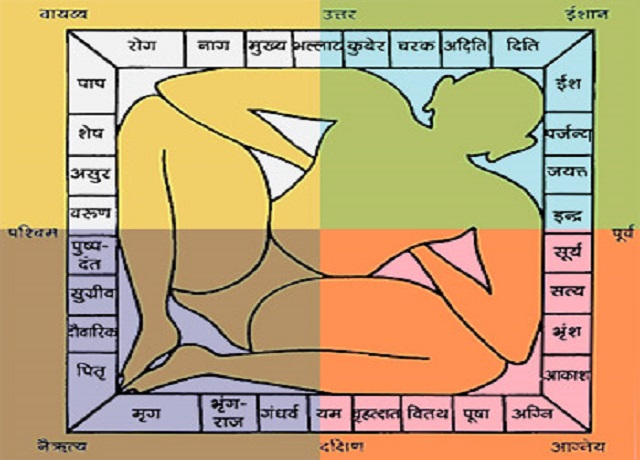 वायव्य उत्तर ईशान
रोग नाग मुख्य भल्लाट कुबेर चरक अदिति दिति
पाप ईश
शेष पर्जन्य
असुर जयत्त
वरूण इन्द्र
पश्चिम पूर्व
पुष्प-
दंत सूर्य
सुग्रीव सत्य
दौवारिक भृंश
पितृ आकाश
मृग भृंग-
राज गंधर्व यम वृहत्क्षत वितथ पूषा अग्नि
नैऋत्य दक्षिण आग्नेय